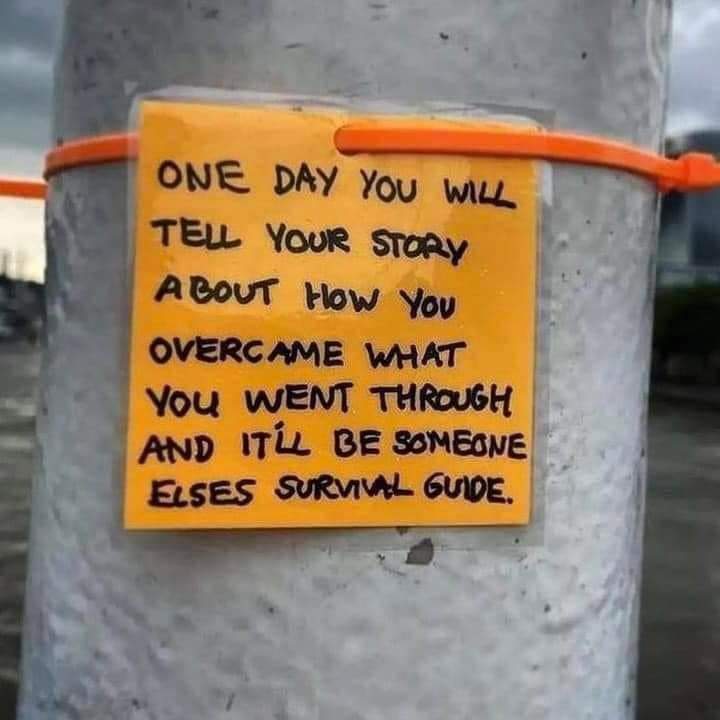 ONE DAY YOU WILL
TELL YOUR STORY
ABOUT HOW YOU
OVERCAME WHAT
YOU WENT THROUGH
AND IT'LL BE SOMEONE
ELSES SURVIVAL GUIDE.